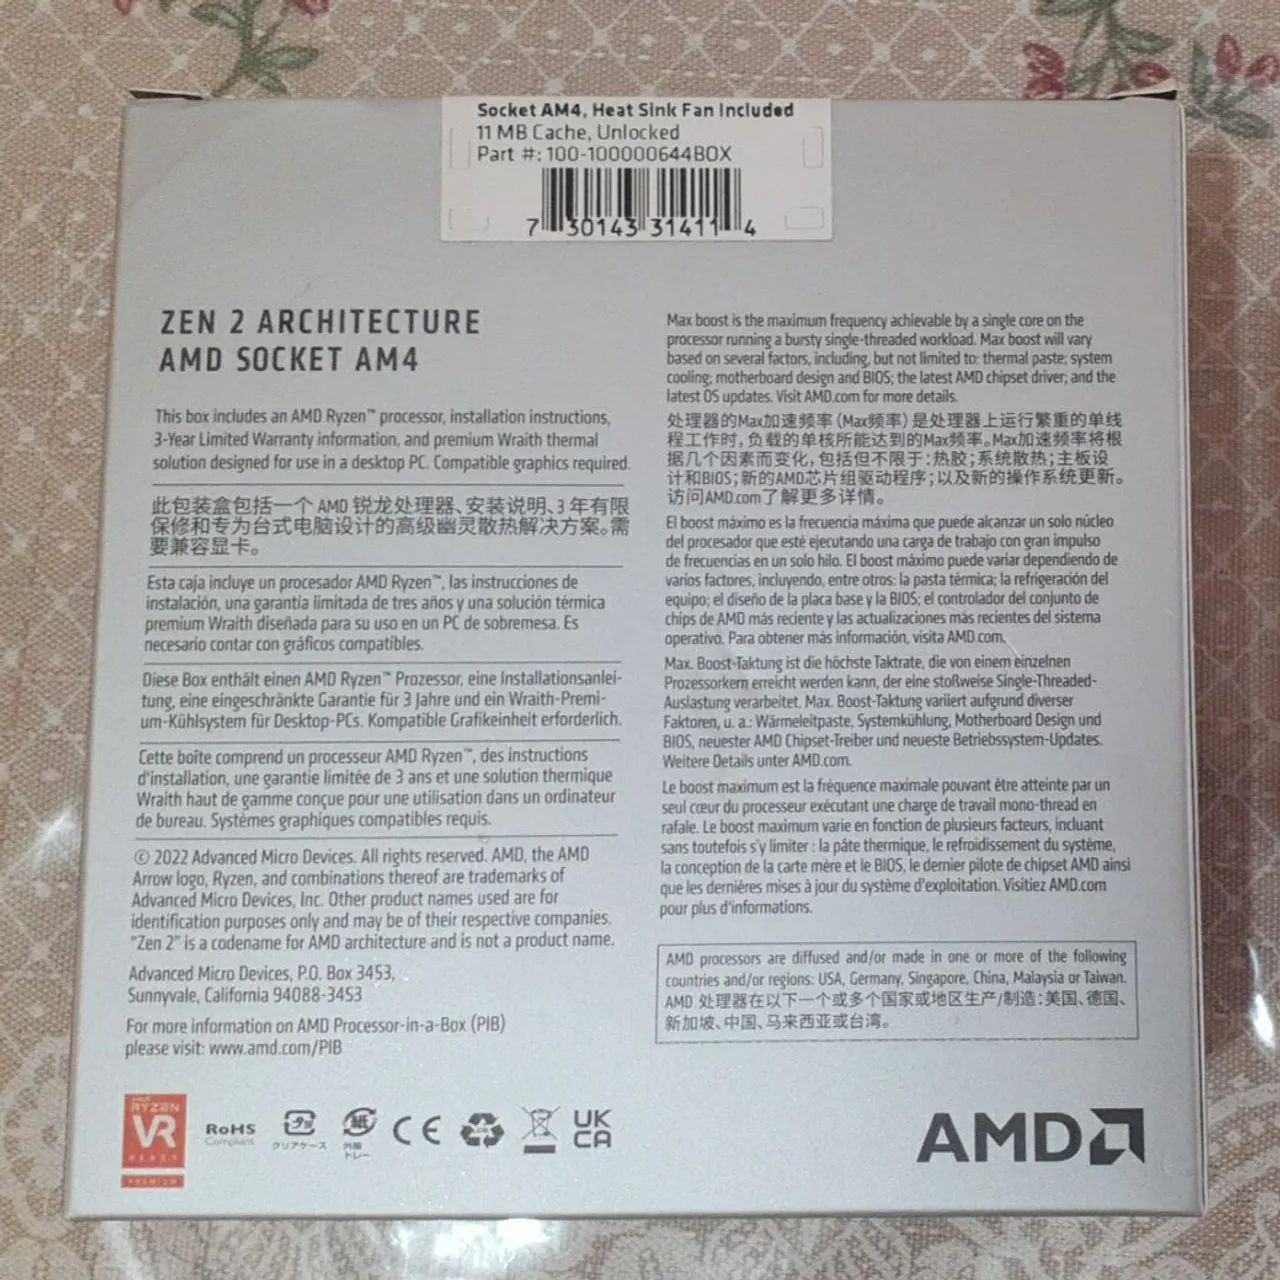 Socket AM4, Heat Sink Fan Included
11 MB Cache, Unlocked
Part #: 100-100000644BOX
7 30143 31411 4
ZEN 2 ARCHITECTURE
AMD SOCKET AM4
This box includes an AMD Ryzen™ processor, installation instructions,
3-Year Limited Warranty information, and premium Wraith thermal
solution designed for use in a desktop PC. Compatible graphics required.
此包装盒包括一个 AMD 锐龙处理器、安装说明、3 年有限
保修和专为台式电脑设计的高级幽灵散热解决方案。需
要兼容显卡。
Esta caja incluye un procesador AMD Ryzen™, las instrucciones de
instalación, una garantía limitada de tres años y una solución térmica
premium Wraith diseñada para su uso en un PC de sobremesa. Es
necesario contar con gráficos compatibles.
Diese Box enthält einen AMD Ryzen™ Prozessor, eine Installationsanlei-
tung, eine eingeschränkte Garantie für 3 Jahre und ein Wraith-Premi-
um-Kühlsystem für Desktop-PCs. Kompatible Grafikeinheit erforderlich.
Cette boîte comprend un processeur AMD Ryzen™, des instructions
d'installation, une garantie limitée de 3 ans et une solution thermique
Wraith haut de gamme conçue pour une utilisation dans un ordinateur
de bureau. Systèmes graphiques compatibles requis.
© 2022 Advanced Micro Devices. All rights reserved. AMD, the AMD
Arrow logo, Ryzen, and combinations thereof are trademarks of
Advanced Micro Devices, Inc. Other product names used are for
identification purposes only and may be of their respective companies.
"Zen 2" is a codename for AMD architecture and is not a product name.
Advanced Micro Devices, P.O. Box 3453,
Sunnyvale, California 94088-3453
For more information on AMD Processor-in-a-Box (PIB)
please visit: www.amd.com/PIB
Max boost is the maximum frequency achievable by a single core on the
processor running a bursty single-threaded workload. Max boost will vary
based on several factors, including, but not limited to: thermal paste; system
cooling; motherboard design and BIOS; the latest AMD chipset driver; and the
latest OS updates. Visit AMD.com for more details.
处理器的Max加速频率（Max频率）是处理器上运行繁重的单线
程工作时，负载的单核所能达到的Max频率。Max加速频率将根
据几个因素而变化，包括但不限于：热胶；系统散热；主板设
计和BIOS；新的AMD芯片组驱动程序；以及新的操作系统更新。
访问AMD.com了解更多详情。
El boost máximo es la frecuencia máxima que puede alcanzar un solo núcleo
del procesador que esté ejecutando una carga de trabajo con gran impulso
de frecuencias en un solo hilo. El boost máximo puede variar dependiendo de
varios factores, incluyendo, entre otros: la pasta térmica; la refrigeración del
equipo; el diseño de la placa base y la BIOS; el controlador del conjunto de
chips de AMD más reciente y las actualizaciones más recientes del sistema
operativo. Para obtener más información, visita AMD.com.
Max. Boost-Taktung ist die höchste Taktrate, die von einem einzelnen
Prozessorkern erreicht werden kann, der eine stoßweise Single-Threaded-
Auslastung verarbeitet. Max. Boost-Taktung variiert aufgrund diverser
Faktoren, u. a.: Wärmeleitpaste, Systemkühlung, Motherboard Design und
BIOS, neuester AMD Chipset-Treiber und neueste Betriebssystem-Updates.
Weitere Details unter AMD.com.
Le boost maximum est la fréquence maximale pouvant être atteinte par un
seul cœur du processeur exécutant une charge de travail mono-thread en
rafale. Le boost maximum varie en fonction de plusieurs facteurs, incluant
sans toutefois s'y limiter : la pâte thermique, le refroidissement du système,
la conception de la carte mère et le BIOS, le dernier pilote de chipset AMD ainsi
que les dernières mises à jour du système d'exploitation. Visitiez AMD.com
pour plus d'informations.
AMD processors are diffused and/or made in one or more of the following
countries and/or regions: USA, Germany, Singapore, China, Malaysia or Taiwan.
AMD 处理器在以下一个或多个国家或地区生产/制造：美国、德国、
新加坡、中国、马来西亚或台湾。
RYZEN
VR
PREMIUM
RoHS
Compliant
クリアケース
紙
外箱
トレー
CE
UK
CA
AMD